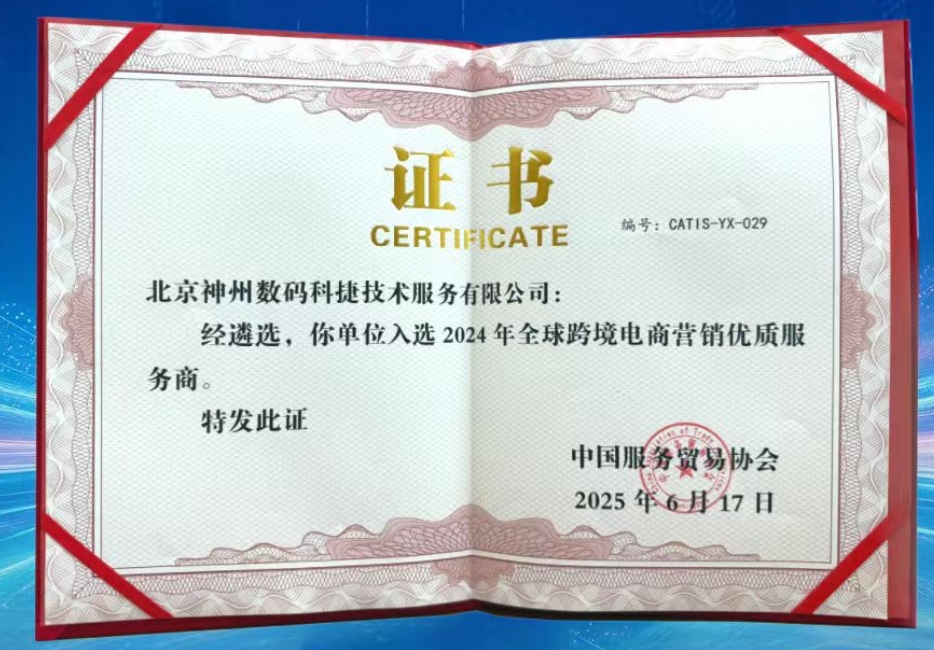 证书
CERTIFICATE
编号：CATIS-YX-029
北京神州数码科捷技术服务有限公司：
经遴选，你单位入选2024年全球跨境电商营销优质服
务商。
特发此证
中国服务贸易协会
2025年6月17日